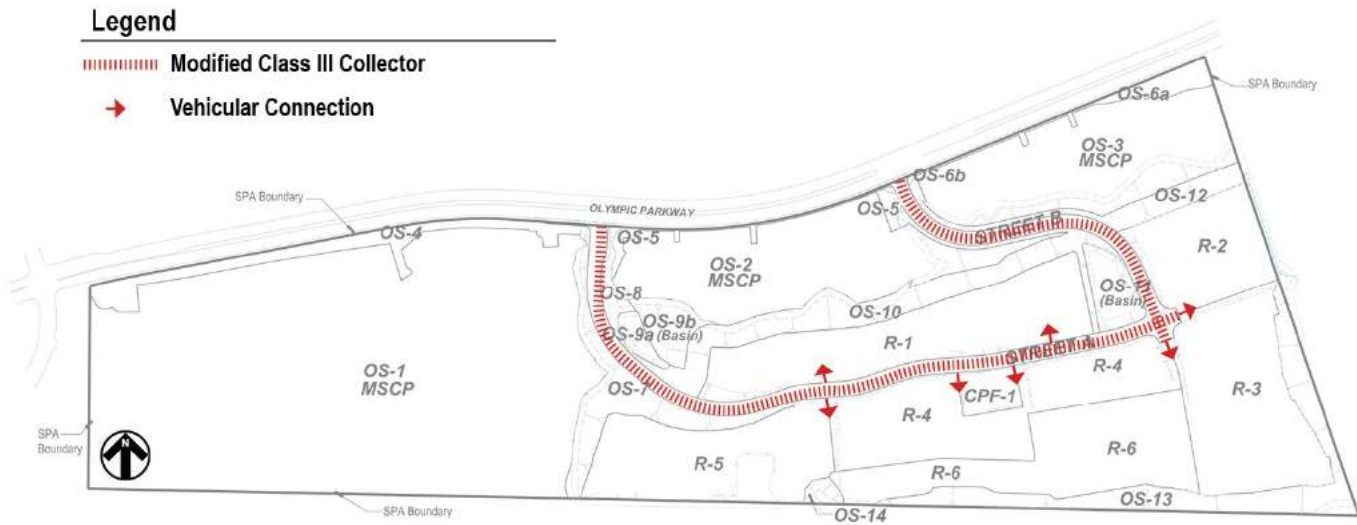 Legend
Modified Class III Collector
Vehicular Connection
SPA Boundary
OS-6a
OS-3
MSCP
SPA Boundary
OS-6b
OLYMPIC PARKWAY
OS-5
OS-12
OS-4
OS-5
STREET B
R-2
OS-2
MSCP
OS-8
OS-11
(Basin)
OS-10
OS-9b
OS-9a (Basin)
R-1
STREET A
OS-1
MSCP
R-4
OS-7
CPF-1
R-3
R-4
SPA
Boundary
N
R-5
R-6
R-6
OS-13
SPA Boundary
OS-14